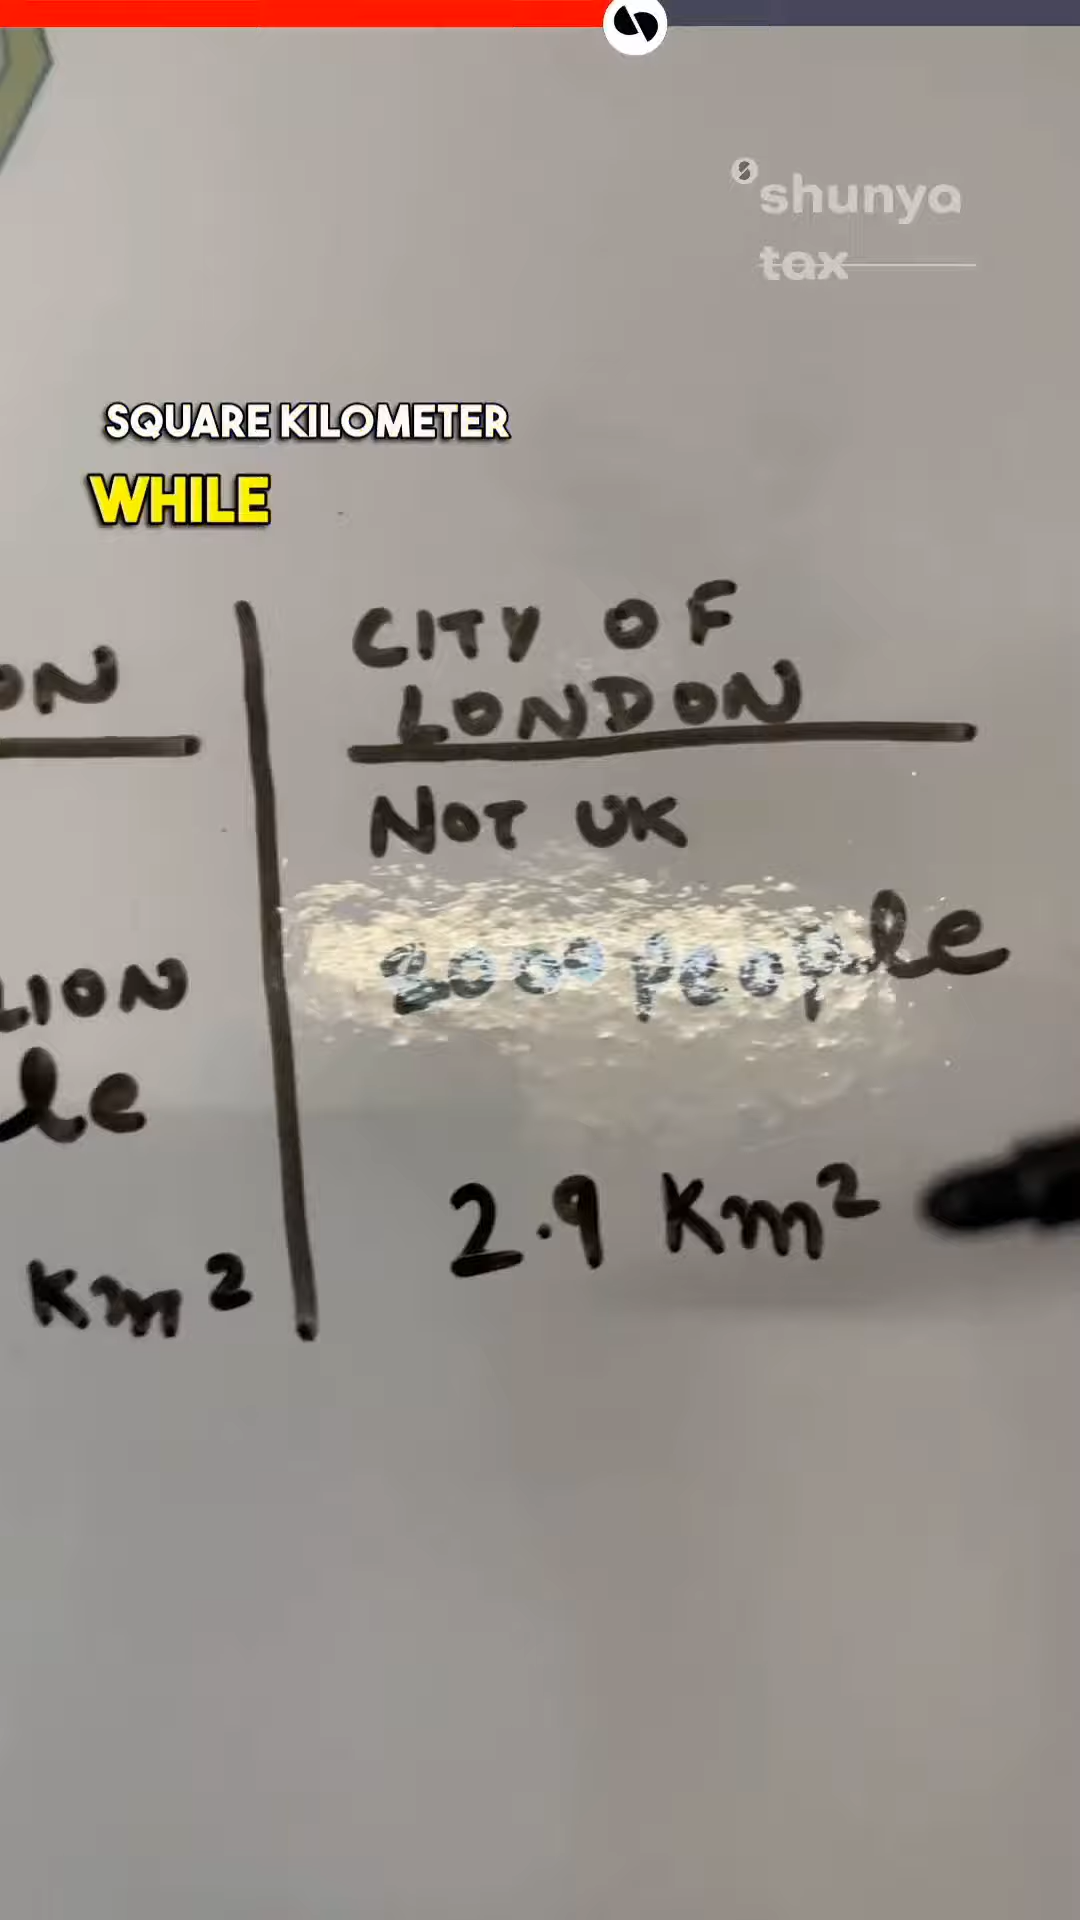 shunya
tax
SQUARE KILOMETER
WHILE
ON
CITY OF
LONDON
NOT UK
LION
le
people
Km²
2.9 Km²